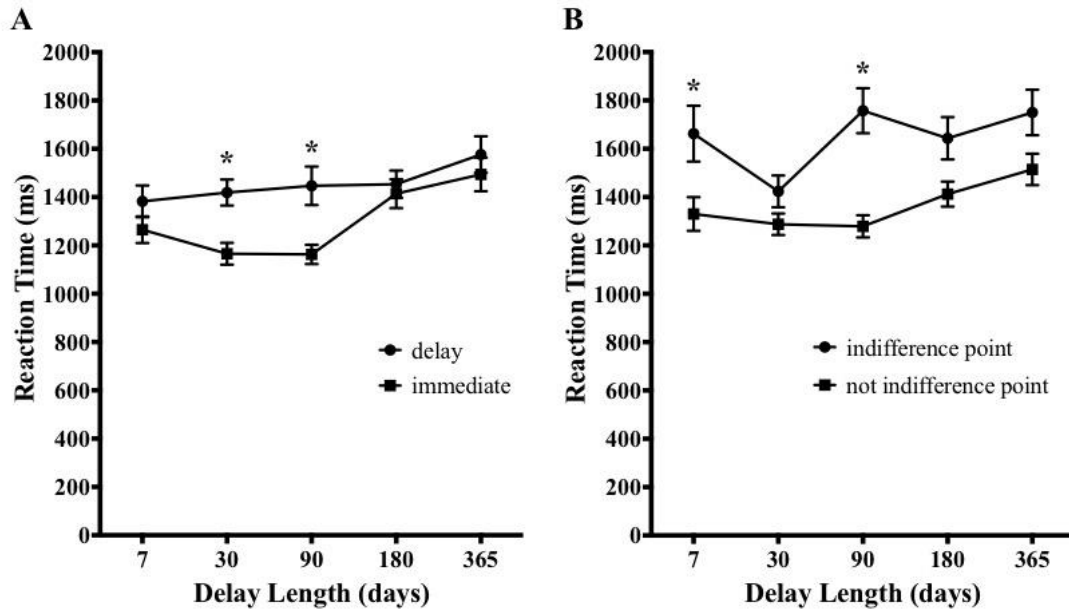 A
Reaction Time (ms)
2000
1800
1600
1400
1200
1000
800
600
400
200
0
*
*
delay
immediate
7 30 90 180 365
Delay Length (days)
B
Reaction Time (ms)
2000
1800
1600
1400
1200
1000
800
600
400
200
0
*
*
indifference point
not indifference point
7 30 90 180 365
Delay Length (days)